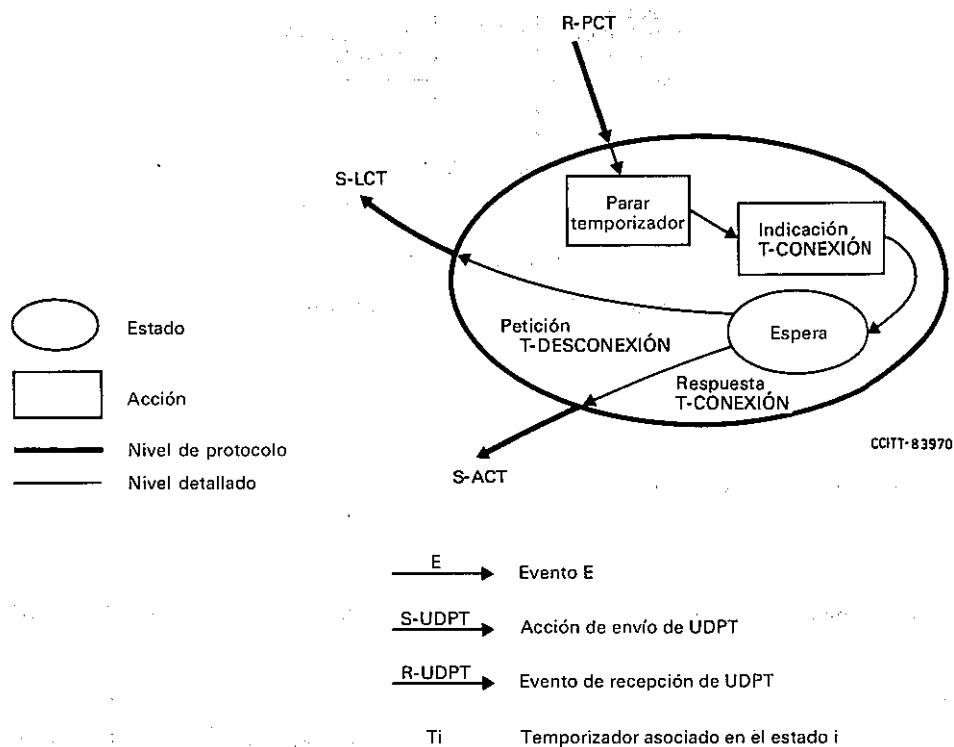 R-PCT
S-LCT
Parar
temporizador
Indicación
T-CONEXIÓN
Espera
Petición
T-DESCONEXIÓN
Respuesta
T-CONEXIÓN
S-ACT
CCITT-83970
Estado
Acción
Nivel de protocolo
Nivel detallado
E
Evento E
S-UDPT
Acción de envío de UDPT
R-UDPT
Evento de recepción de UDPT
Ti
Temporizador asociado en el estado i